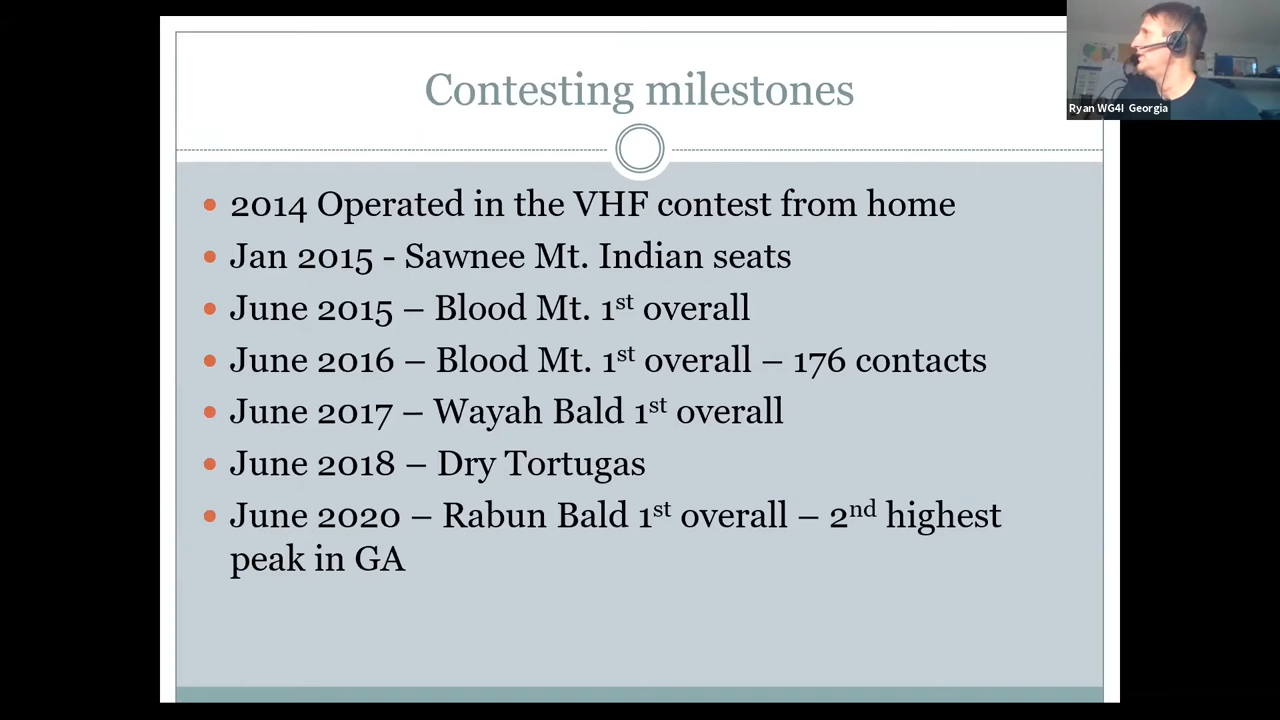 Contesting milestones
Ryan WG4I Georgia
2014 Operated in the VHF contest from home
Jan 2015 - Sawnee Mt. Indian seats
June 2015 – Blood Mt. 1st overall
June 2016 – Blood Mt. 1st overall – 176 contacts
June 2017 – Wayah Bald 1st overall
June 2018 – Dry Tortugas
June 2020 – Rabun Bald 1st overall – 2nd highest
peak in GA